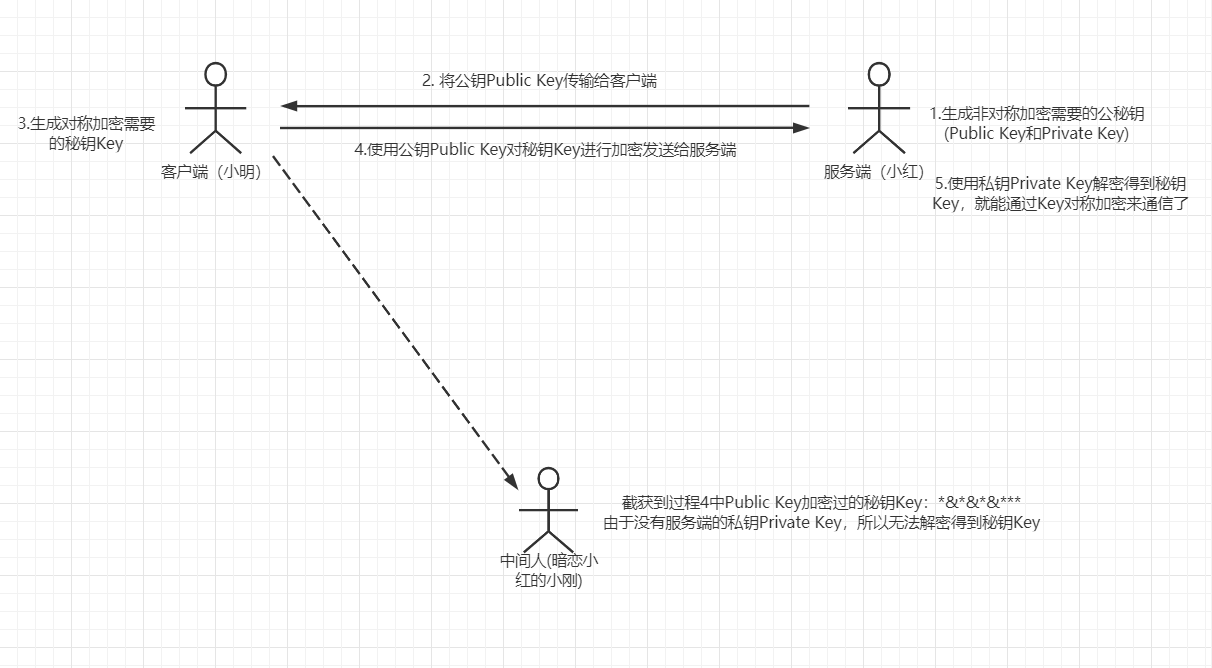 2. 将公钥Public Key传输给客户端
1.生成非对称加密需要的公秘钥
(Public Key和Private Key)
3.生成对称加密需要
的秘钥Key
4.使用公钥Public Key对秘钥Key进行加密发送给服务端
客户端（小明）
服务端（小红）
5.使用私钥Private Key解密得到秘钥
Key，就能通过Key对称加密来通信了
截获到过程4中Public Key加密过的秘钥Key：*&*&*&***
由于没有服务端的私钥Private Key，所以无法解密得到秘钥Key
中间人(暗恋小
红的小刚)